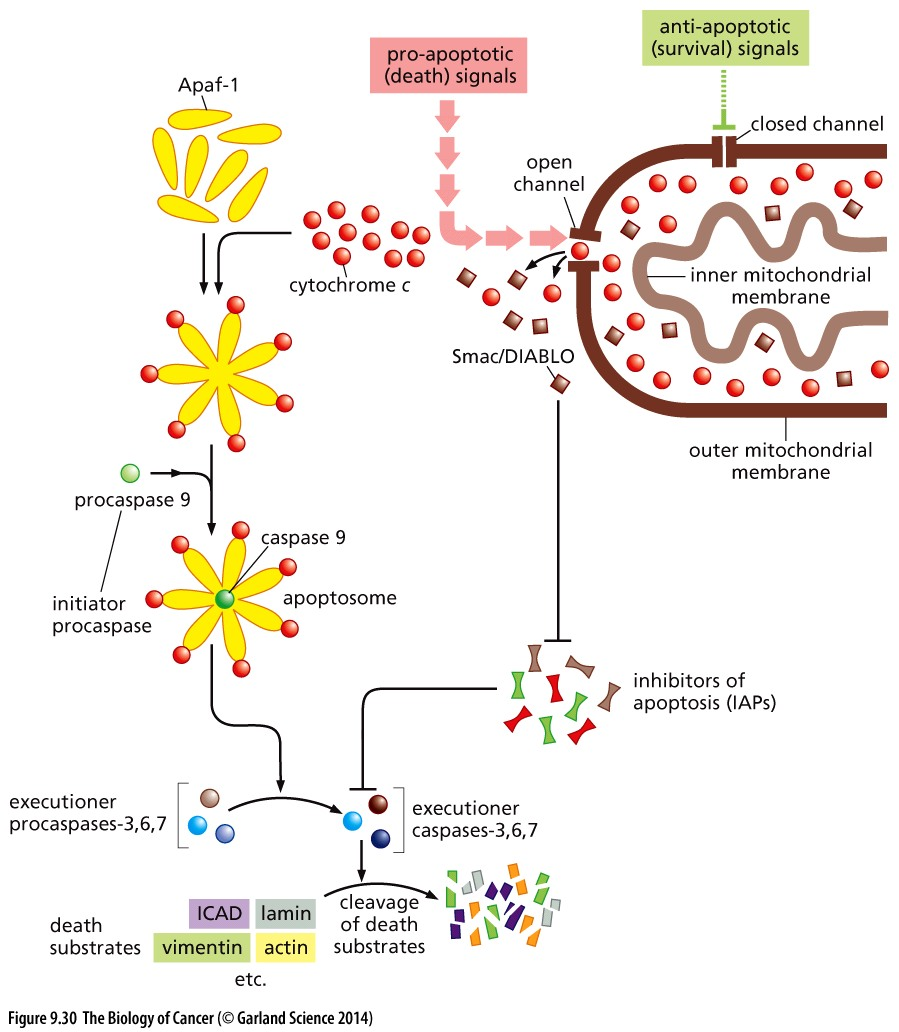 anti-apoptotic
(survival) signals
pro-apoptotic
(death) signals
Apaf-1
closed channel
open
channel
cytochrome c
inner mitochondrial
membrane
Smac/DIABLO
outer mitochondrial
membrane
procaspase 9
caspase 9
initiator
procaspase
apoptosome
inhibitors of
apoptosis (IAPs)
executioner
procaspases-3,6,7
executioner
caspases-3,6,7
death
substrates
ICAD
lamin
vimentin
actin
etc.
cleavage
of death
substrates
Figure 9.30 The Biology of Cancer (© Garland Science 2014)